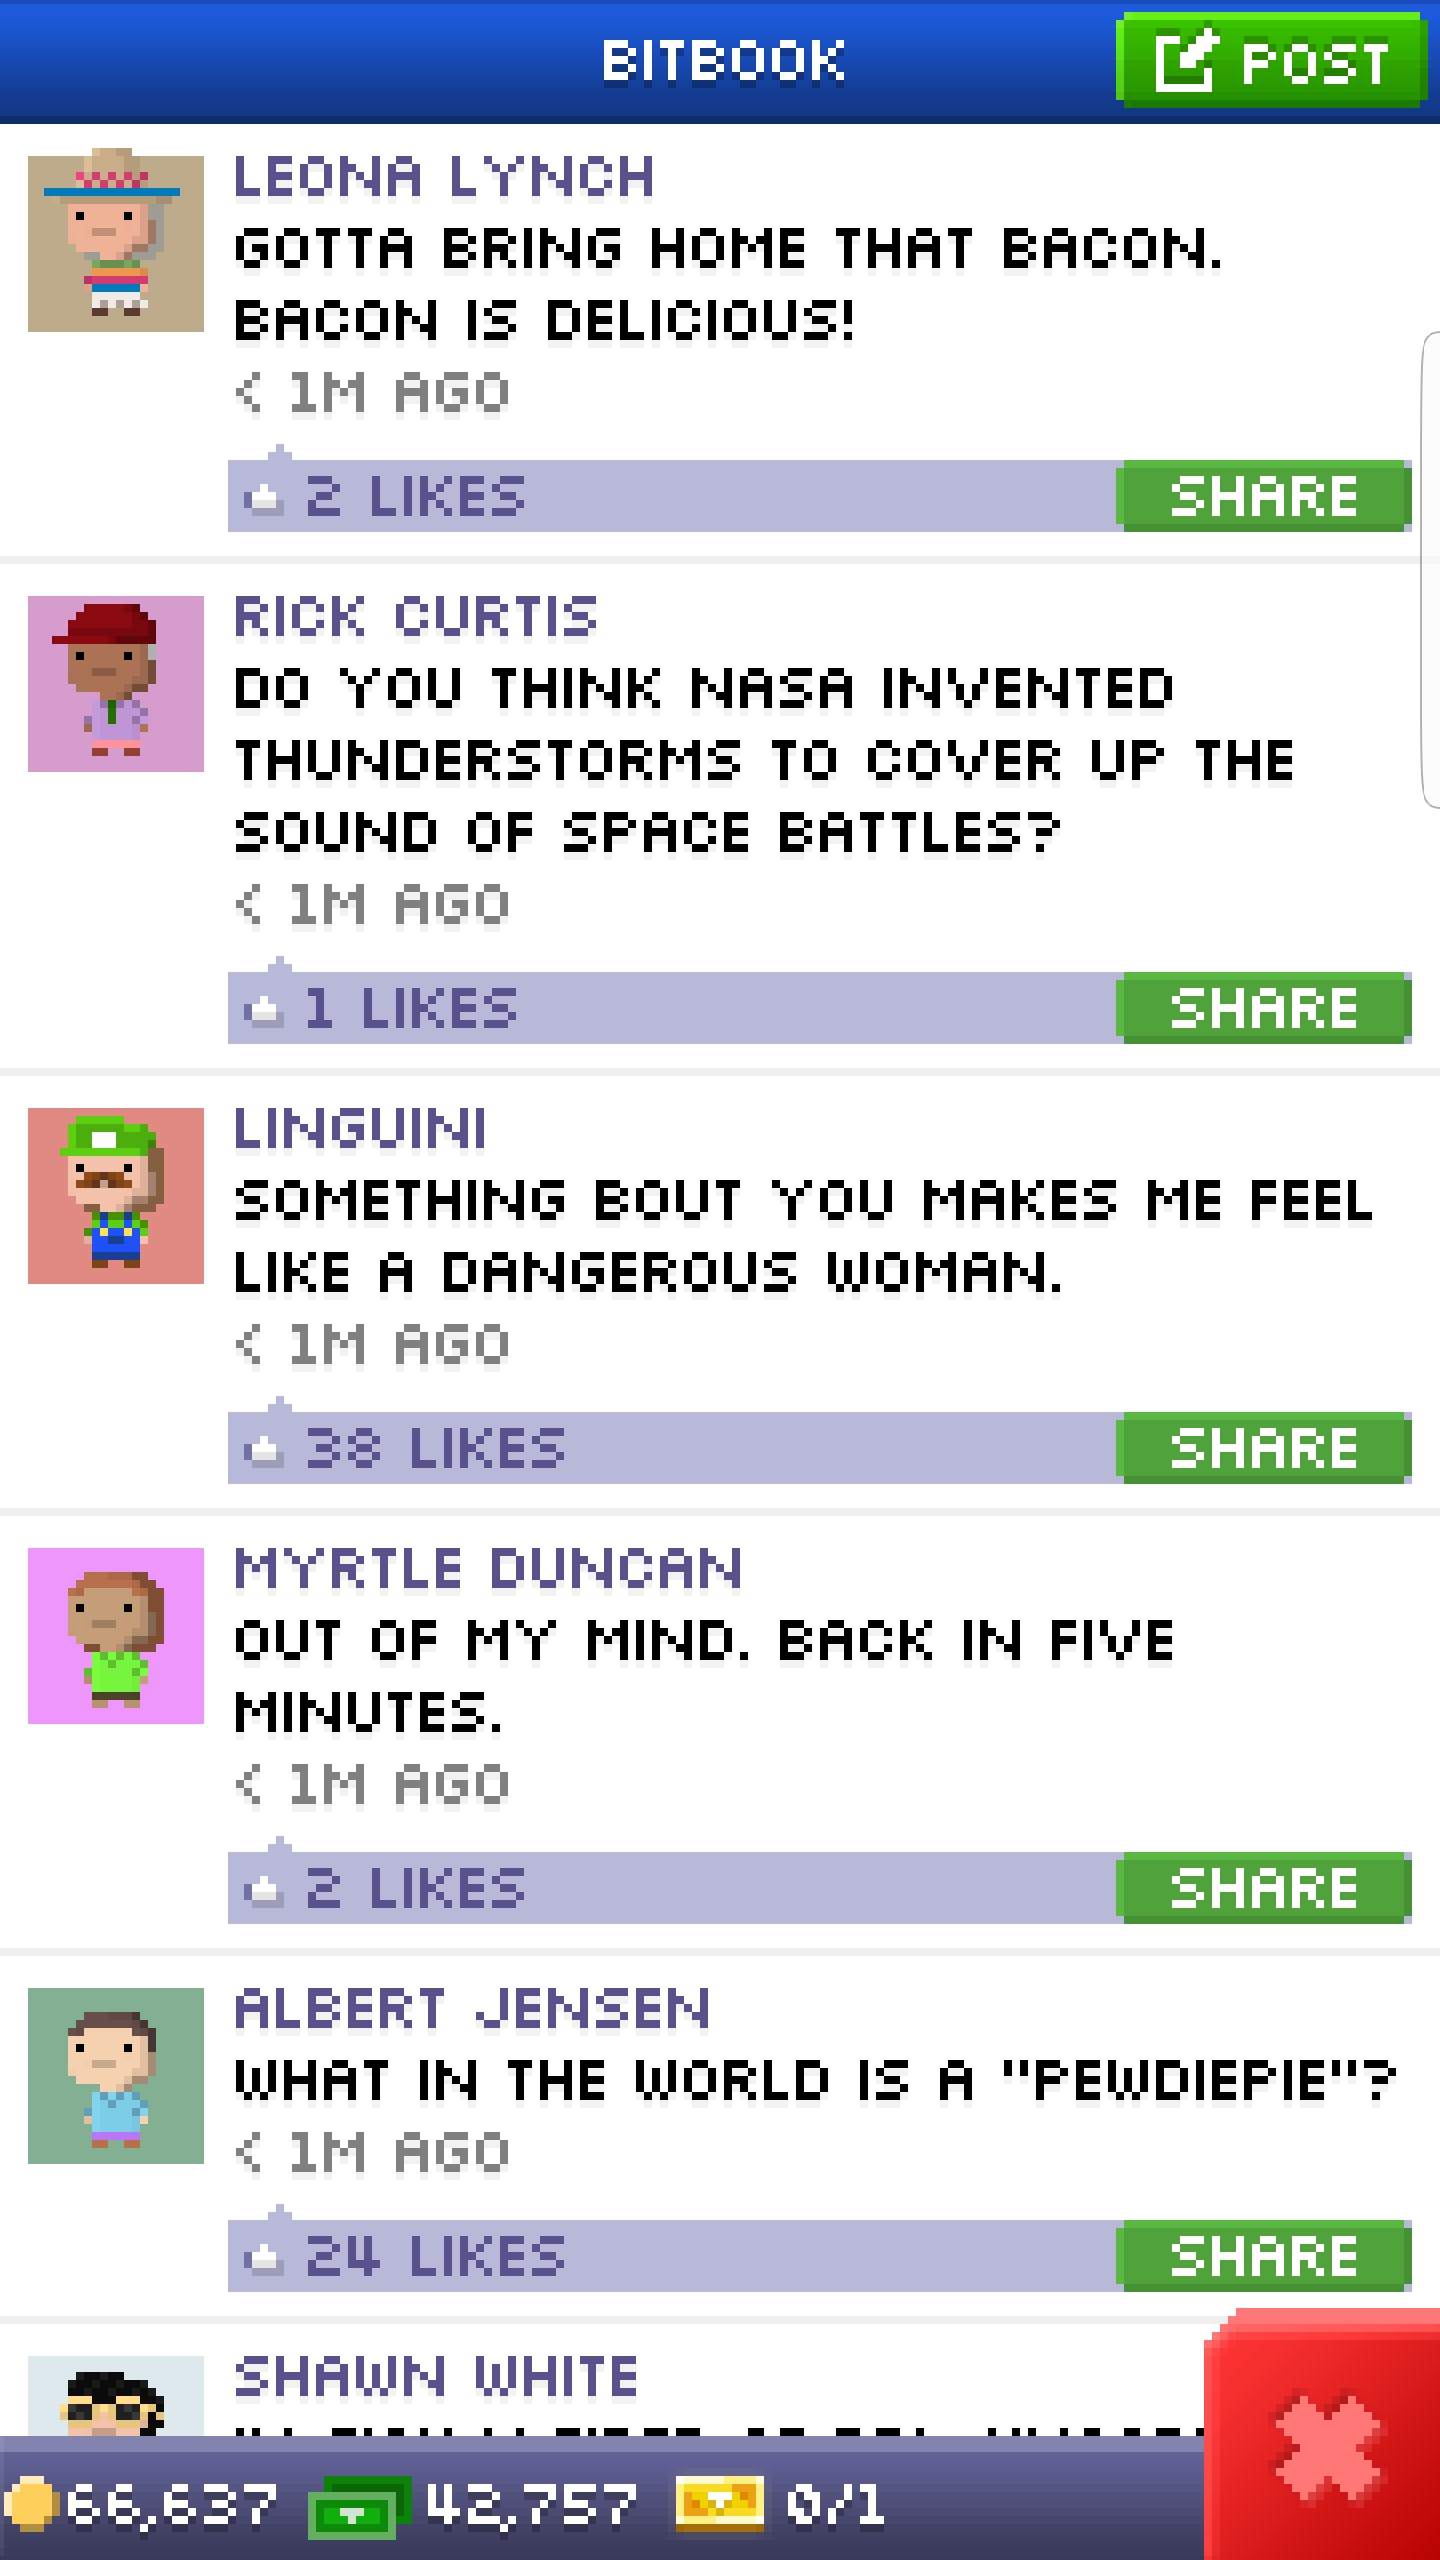 BITBOOK
POST
LEONA LYNCH
GOTTA BRING HOME THAT BACON.
BACON IS DELICIOUS!
< 1M AGO
2 LIKES
SHARE
RICK CURTIS
DO YOU THINK NASA INVENTED
THUNDERSTORMS TO COVER UP THE
SOUND OF SPACE BATTLES?
< 1M AGO
1 LIKES
SHARE
LINGUINI
SOMETHING BOUT YOU MAKES ME FEEL
LIKE A DANGEROUS WOMAN.
< 1M AGO
38 LIKES
SHARE
MYRTLE DUNCAN
OUT OF MY MIND. BACK IN FIVE
MINUTES.
< 1M AGO
2 LIKES
SHARE
ALBERT JENSEN
WHAT IN THE WORLD IS A "PEWDIEPIE"?
< 1M AGO
24 LIKES
SHARE
SHAWN WHITE
66,637 42,757 0/1